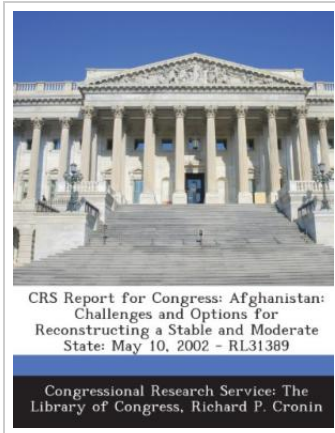 CRS Report for Congress: Afghanistan:
Challenges and Options for
Reconstructing a Stable and Moderate
State: May 10, 2002 - RL31389
Congressional Research Service: The
Library of Congress, Richard P. Cronin